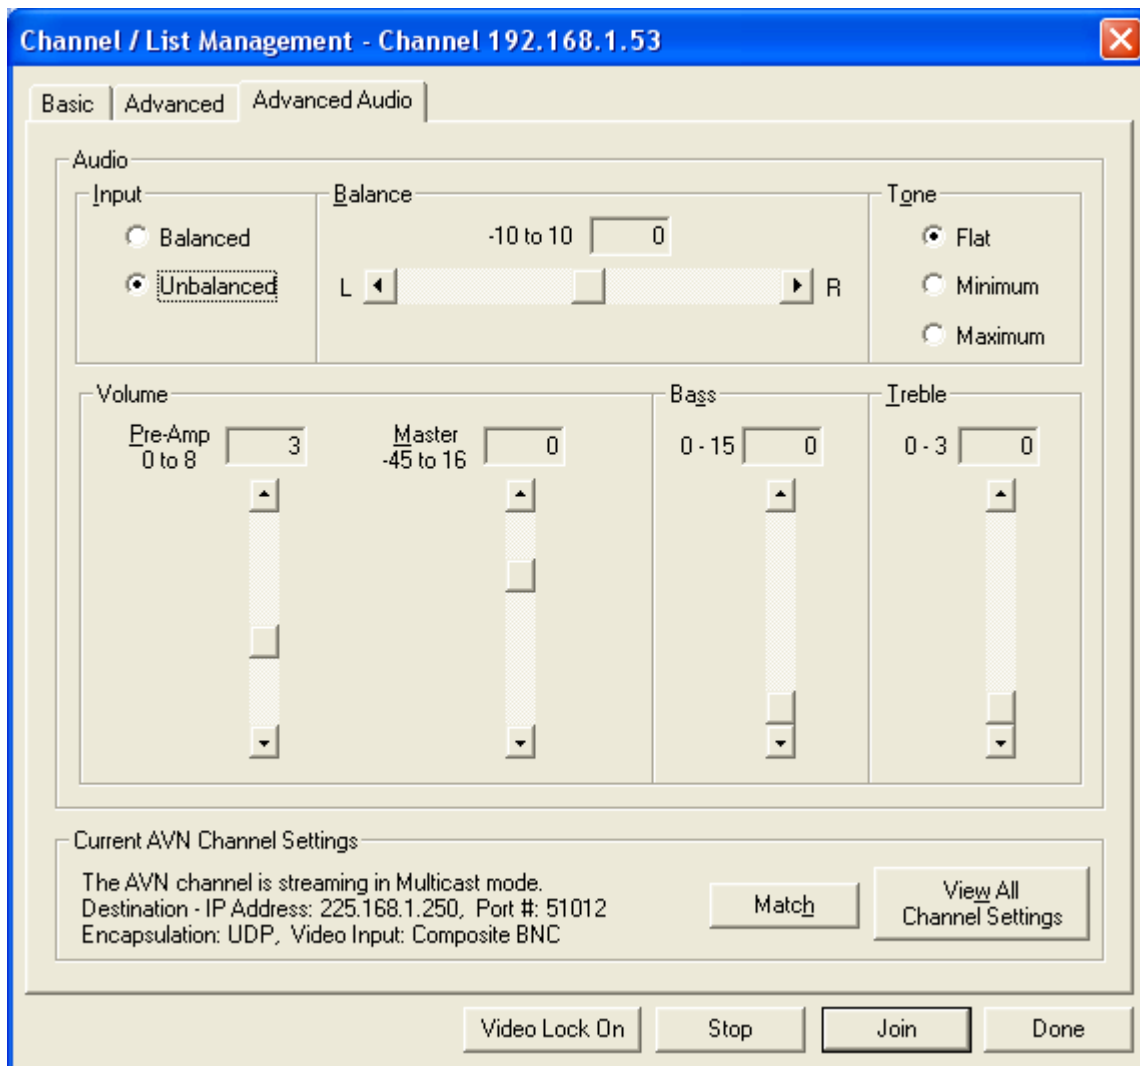 Channel / List Management - Channel 192.168.1.53
Basic
Advanced
Advanced Audio
Audio
Input
Balanced
Unbalanced
Balance
-10 to 10
0
L
R
Tone
Flat
Minimum
Maximum
Volume
Pre-Amp
0 to 8
3
Master
-45 to 16
0
Bass
0 - 15
0
Treble
0 - 3
0
Current AVN Channel Settings
The AVN channel is streaming in Multicast mode.
Destination - IP Address: 225.168.1.250, Port #: 51012
Encapsulation: UDP, Video Input: Composite BNC
Match
View All
Channel Settings
Video Lock On
Stop
Join
Done